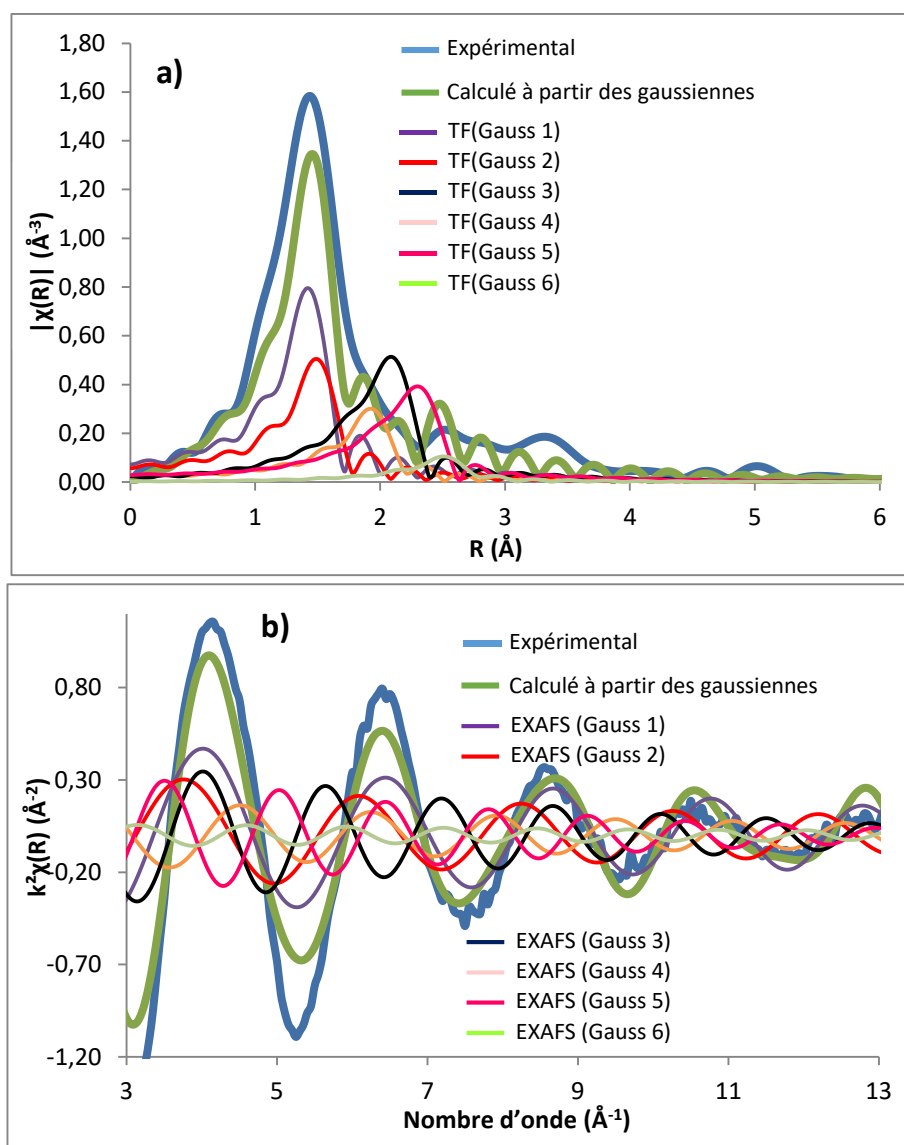 a)
Expérimental
Calculé à partir des gaussiennes
TF(Gauss 1)
TF(Gauss 2)
TF(Gauss 3)
TF(Gauss 4)
TF(Gauss 5)
TF(Gauss 6)
|χ(R)| (Å⁻³)
1,80
1,60
1,40
1,20
1,00
0,80
0,60
0,40
0,20
0,00
0 1 2 3 4 5 6
R (Å)
b)
Expérimental
Calculé à partir des gaussiennes
EXAFS (Gauss 1)
EXAFS (Gauss 2)
EXAFS (Gauss 3)
EXAFS (Gauss 4)
EXAFS (Gauss 5)
EXAFS (Gauss 6)
k²χ(R) (Å⁻²)
0,80
0,30
-0,20
-0,70
-1,20
3 5 7 9 11 13
Nombre d’onde (Å⁻¹)